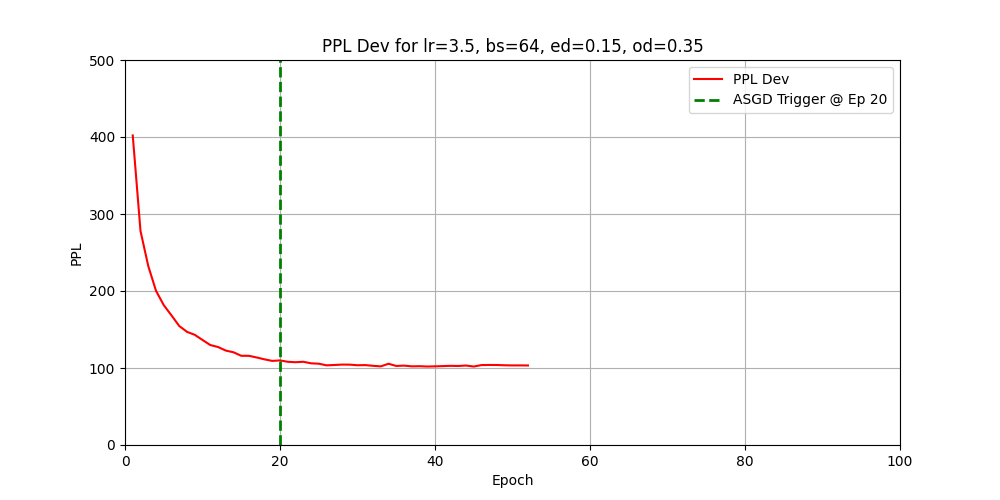 PPL Dev for lr=3.5, bs=64, ed=0.15, od=0.35
PPL Dev
ASGD Trigger @ Ep 20
PPL
500
400
300
200
100
0
0 20 40 60 80 100
Epoch